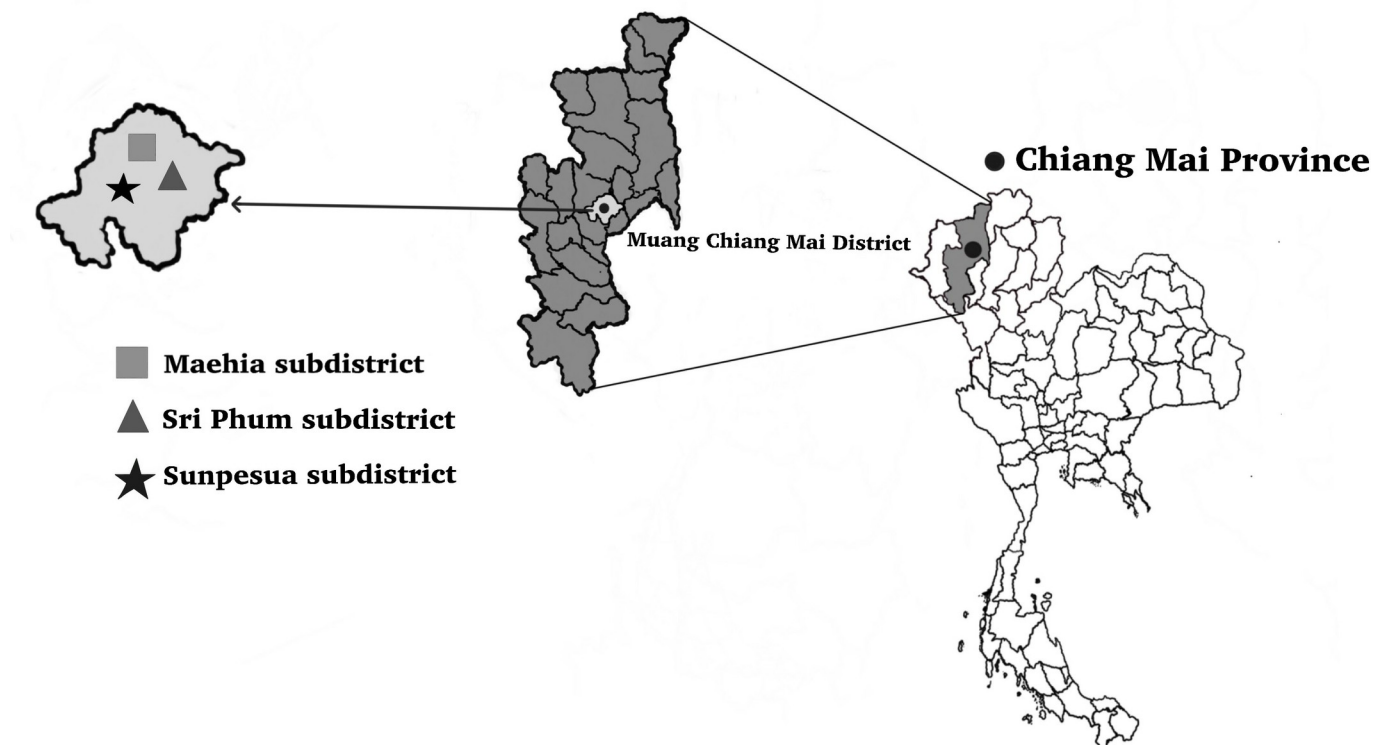 Chiang Mai Province
Muang Chiang Mai District
Maehia subdistrict
Sri Phum subdistrict
Sunpesua subdistrict